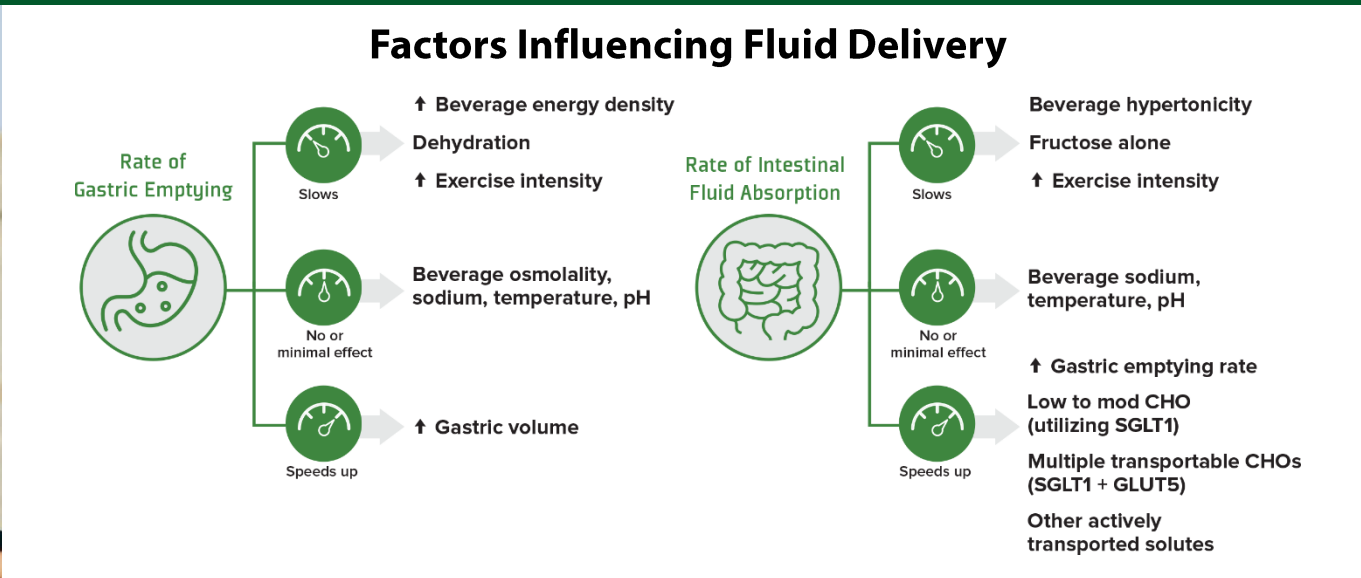 Factors Influencing Fluid Delivery
Rate of
Gastric Emptying
Slows
⬆ Beverage energy density
Dehydration
⬆ Exercise intensity
No or
minimal effect
Beverage osmolality,
sodium, temperature, pH
Speeds up
⬆ Gastric volume
Rate of Intestinal
Fluid Absorption
Slows
Beverage hypertonicity
Fructose alone
⬆ Exercise intensity
No or
minimal effect
Beverage sodium,
temperature, pH
Speeds up
⬆ Gastric emptying rate
Low to mod CHO
(utilizing SGLT1)
Multiple transportable CHOs
(SGLT1 + GLUT5)
Other actively
transported solutes